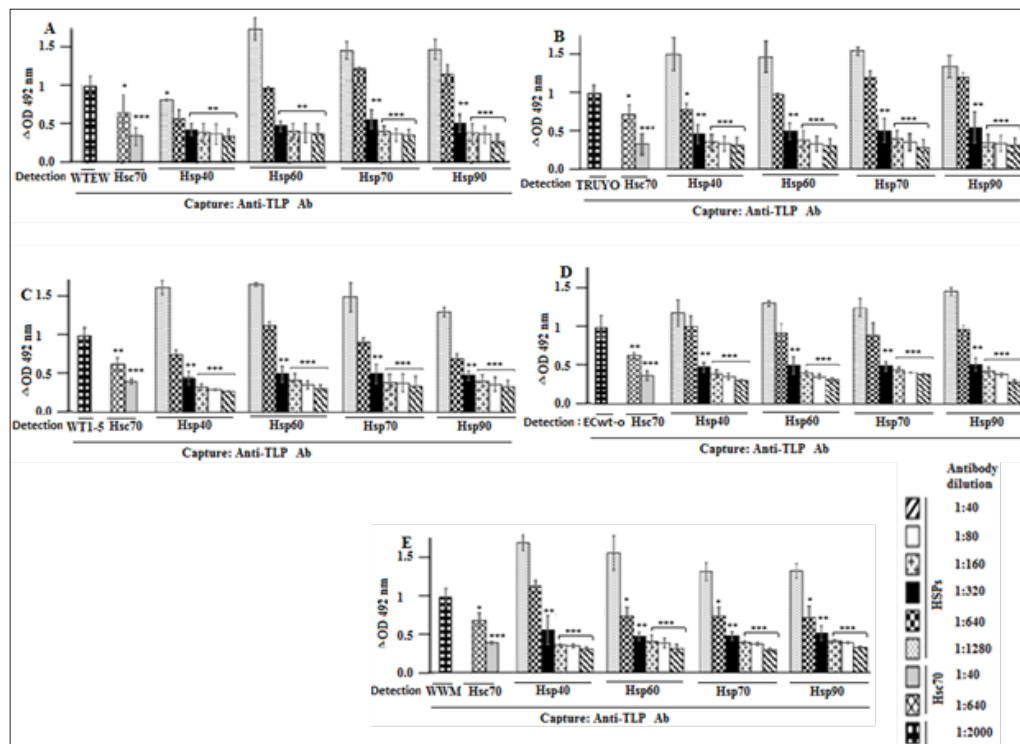 A
△OD 492 nm
1.5
1
0.5
0.0
* *** * ** ** ** *** ** ***
Detection WTEW Hsc70 Hsp40 Hsp60 Hsp70 Hsp90
Capture: Anti-TLP Ab
B
△OD 492 nm
1.5
1
0.5
0.0
* *** * ** *** ** *** ** *** ** ***
Detection TRUYO Hsc70 Hsp40 Hsp60 Hsp70 Hsp90
Capture: Anti-TLP Ab
C
△OD 492 nm
1.5
1
0.5
0.0
** *** ** *** ** *** ** *** ** ***
Detection WT1-5 Hsc70 Hsp40 Hsp60 Hsp70 Hsp90
Capture: Anti-TLP Ab
D
△OD 492 nm
1.5
1
0.5
0.0
** *** ** *** ** *** ** *** ** ***
Detection : ECwt-o Hsc70 Hsp40 Hsp60 Hsp70 Hsp90
Capture: Anti-TLP Ab
E
△OD 492 nm
1.5
1
0.5
0.0
* *** ** *** * ** *** * ** *** * ** ***
Detection WWM Hsc70 Hsp40 Hsp60 Hsp70 Hsp90
Capture: Anti-TLP Ab
Antibody
dilution
HSPs
1:40
1:80
1:160
1:320
1:640
1:1280
Hsc70
1:40
1:640
1:2000